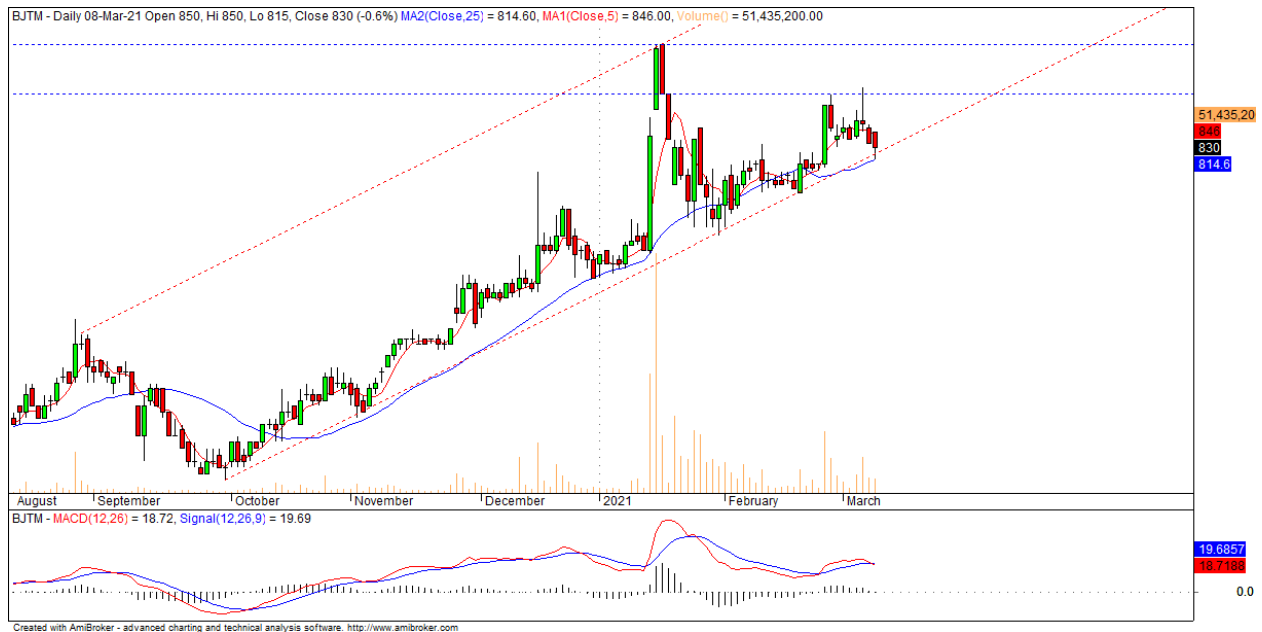 BJTM - Daily 08-Mar-21 Open 850, Hi 850, Lo 815, Close 830 (-0.6%) MA2(Close,25) = 814.60, MA1(Close,5) = 846.00, Volume() = 51,435,200.00
51,435,20
846
830
814.6
August September October November December 2021 February March
BJTM - MACD(12,26) = 18.72, Signal(12,26,9) = 19.69
19.6857
18.7188
0.0
Created with AmiBroker - advanced charting and technical analysis software. http://www.amibroker.com